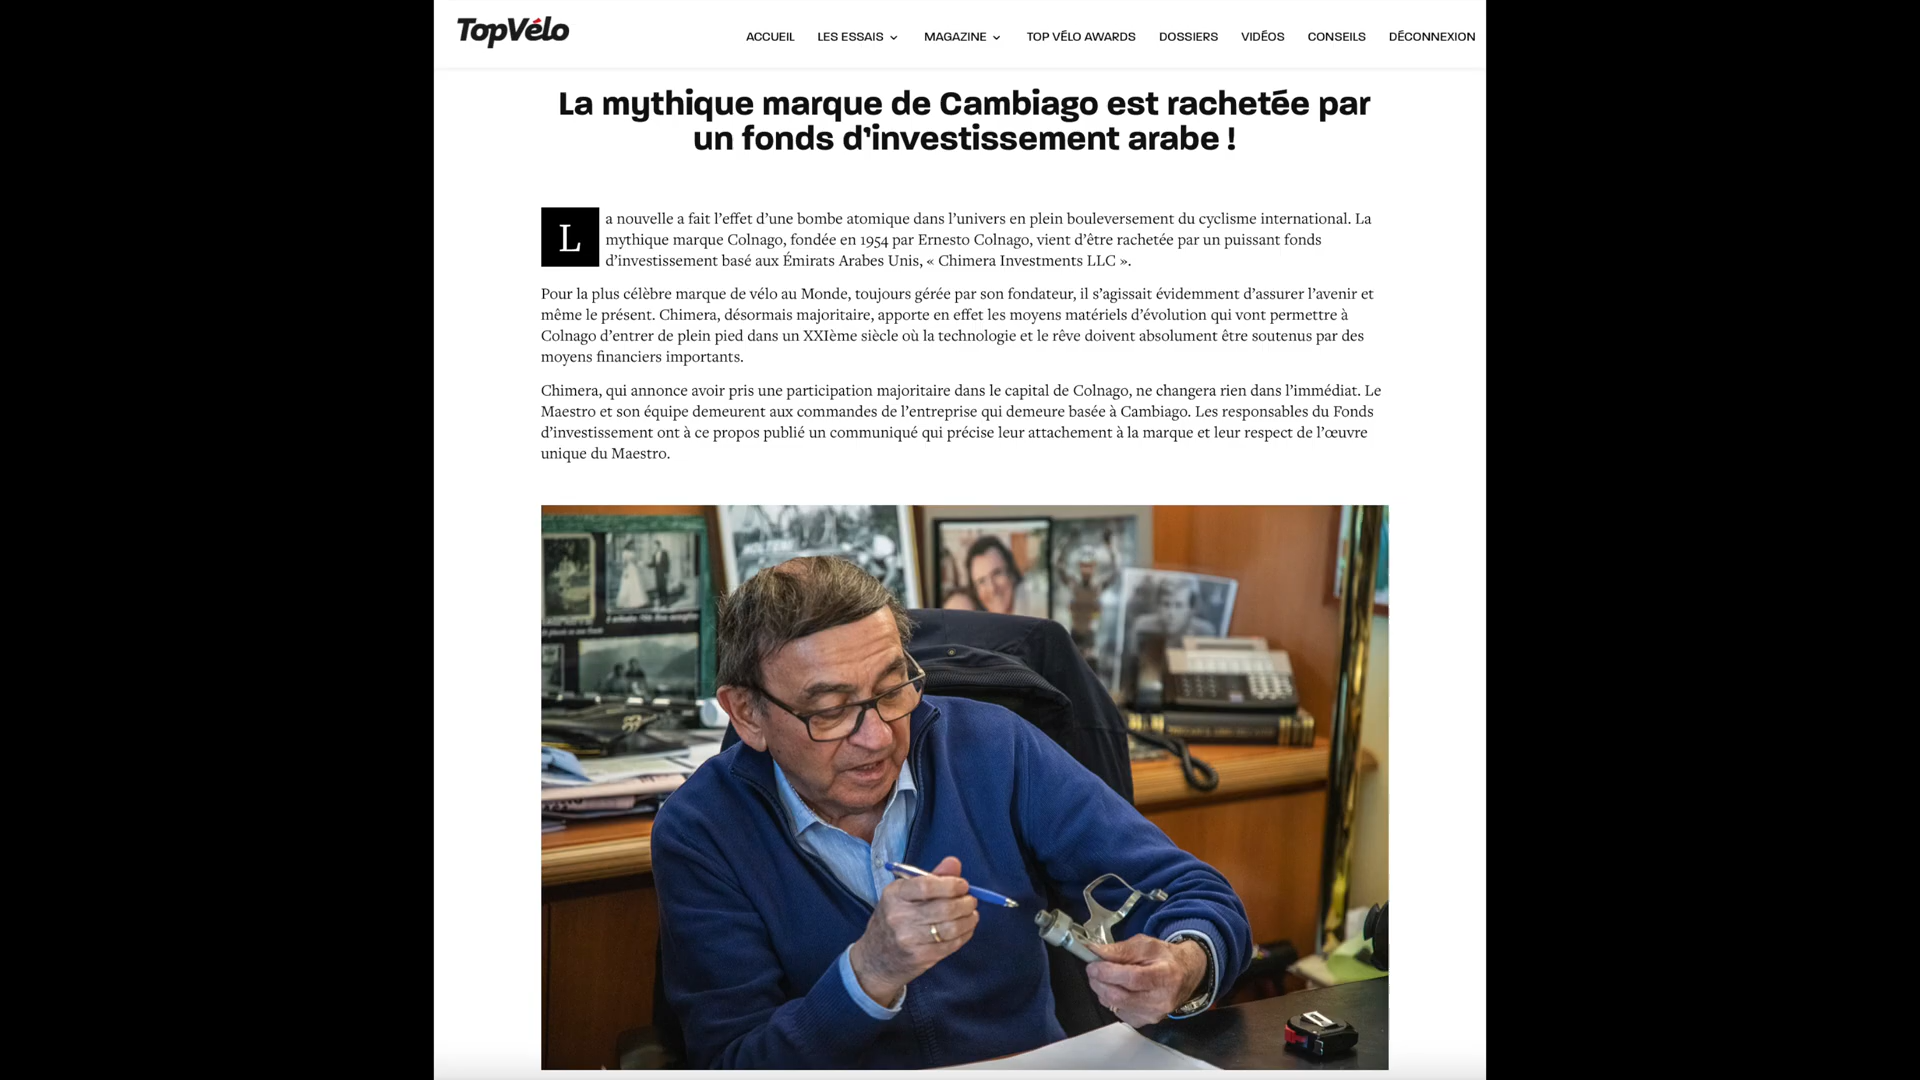 TopVélo
ACCUEIL LES ESSAIS MAGAZINE TOP VÉLO AWARDS DOSSIERS VIDÉOS CONSEILS DÉCONNEXION
La mythique marque de Cambiago est rachetée par
un fonds d’investissement arabe !
La nouvelle a fait l’effet d’une bombe atomique dans l’univers en plein bouleversement du cyclisme international. La
mythique marque Colnago, fondée en 1954 par Ernesto Colnago, vient d’être rachetée par un puissant fonds
d’investissement basé aux Émirats Arabes Unis, « Chimera Investments LLC ».
Pour la plus célèbre marque de vélo au Monde, toujours gérée par son fondateur, il s’agissait évidemment d’assurer l’avenir et
même le présent. Chimera, désormais majoritaire, apporte en effet les moyens matériels d’évolution qui vont permettre à
Colnago d’entrer de plein pied dans un XXIème siècle où la technologie et le rêve doivent absolument être soutenus par des
moyens financiers importants.
Chimera, qui annonce avoir pris une participation majoritaire dans le capital de Colnago, ne changera rien dans l’immédiat. Le
Maestro et son équipe demeurent aux commandes de l’entreprise qui demeure basée à Cambiago. Les responsables du Fonds
d’investissement ont à ce propos publié un communiqué qui précise leur attachement à la marque et leur respect de l’œuvre
unique du Maestro.
MOLTENI